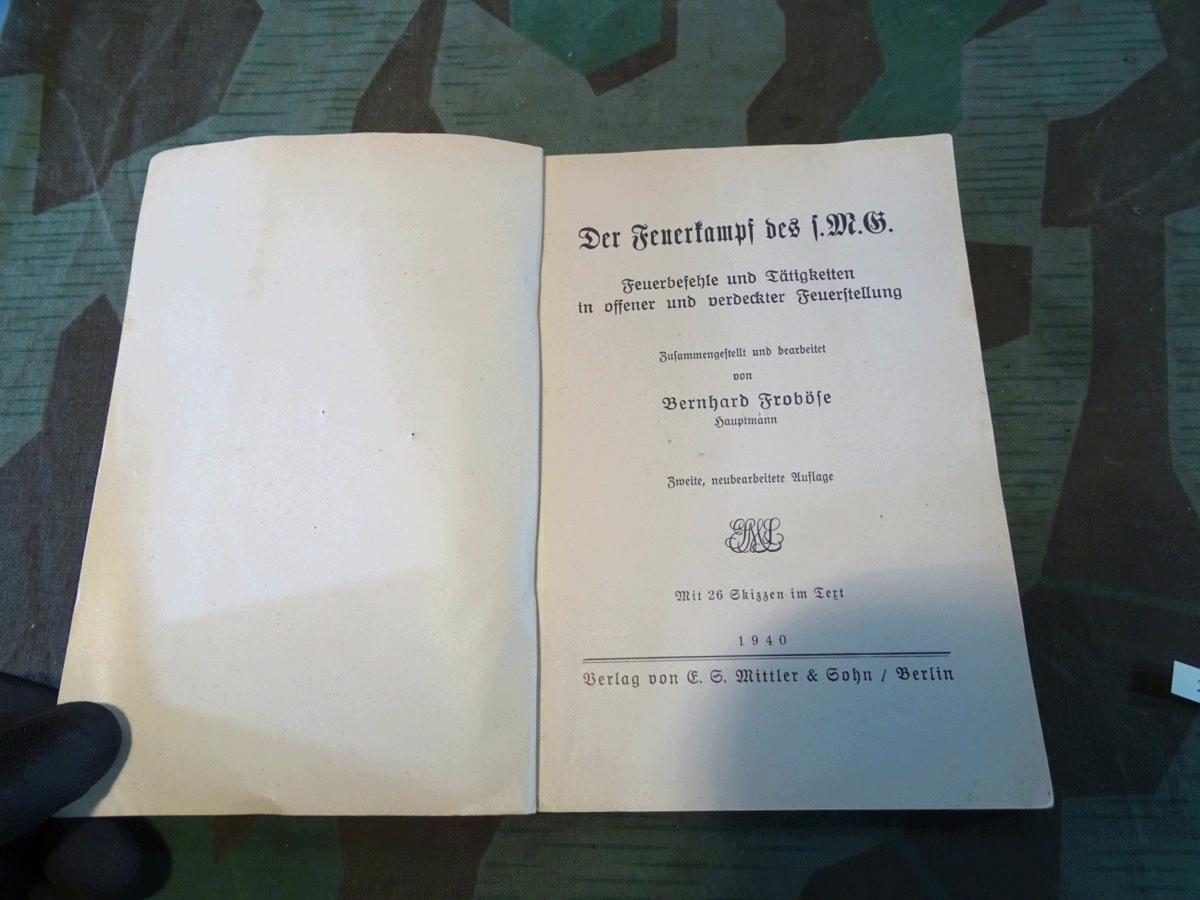 Der Feuerkampf des s.M.G.
Feuerbefehle und Tätigkeiten
in offener und verdeckter Feuerstellung
Zusammengestellt und bearbeitet
von
Bernhard Froböse
Hauptmann
Zweite, neubearbeitete Auflage
Mit 26 Skizzen im Text
1940
Verlag von E. S. Mittler & Sohn / Berlin